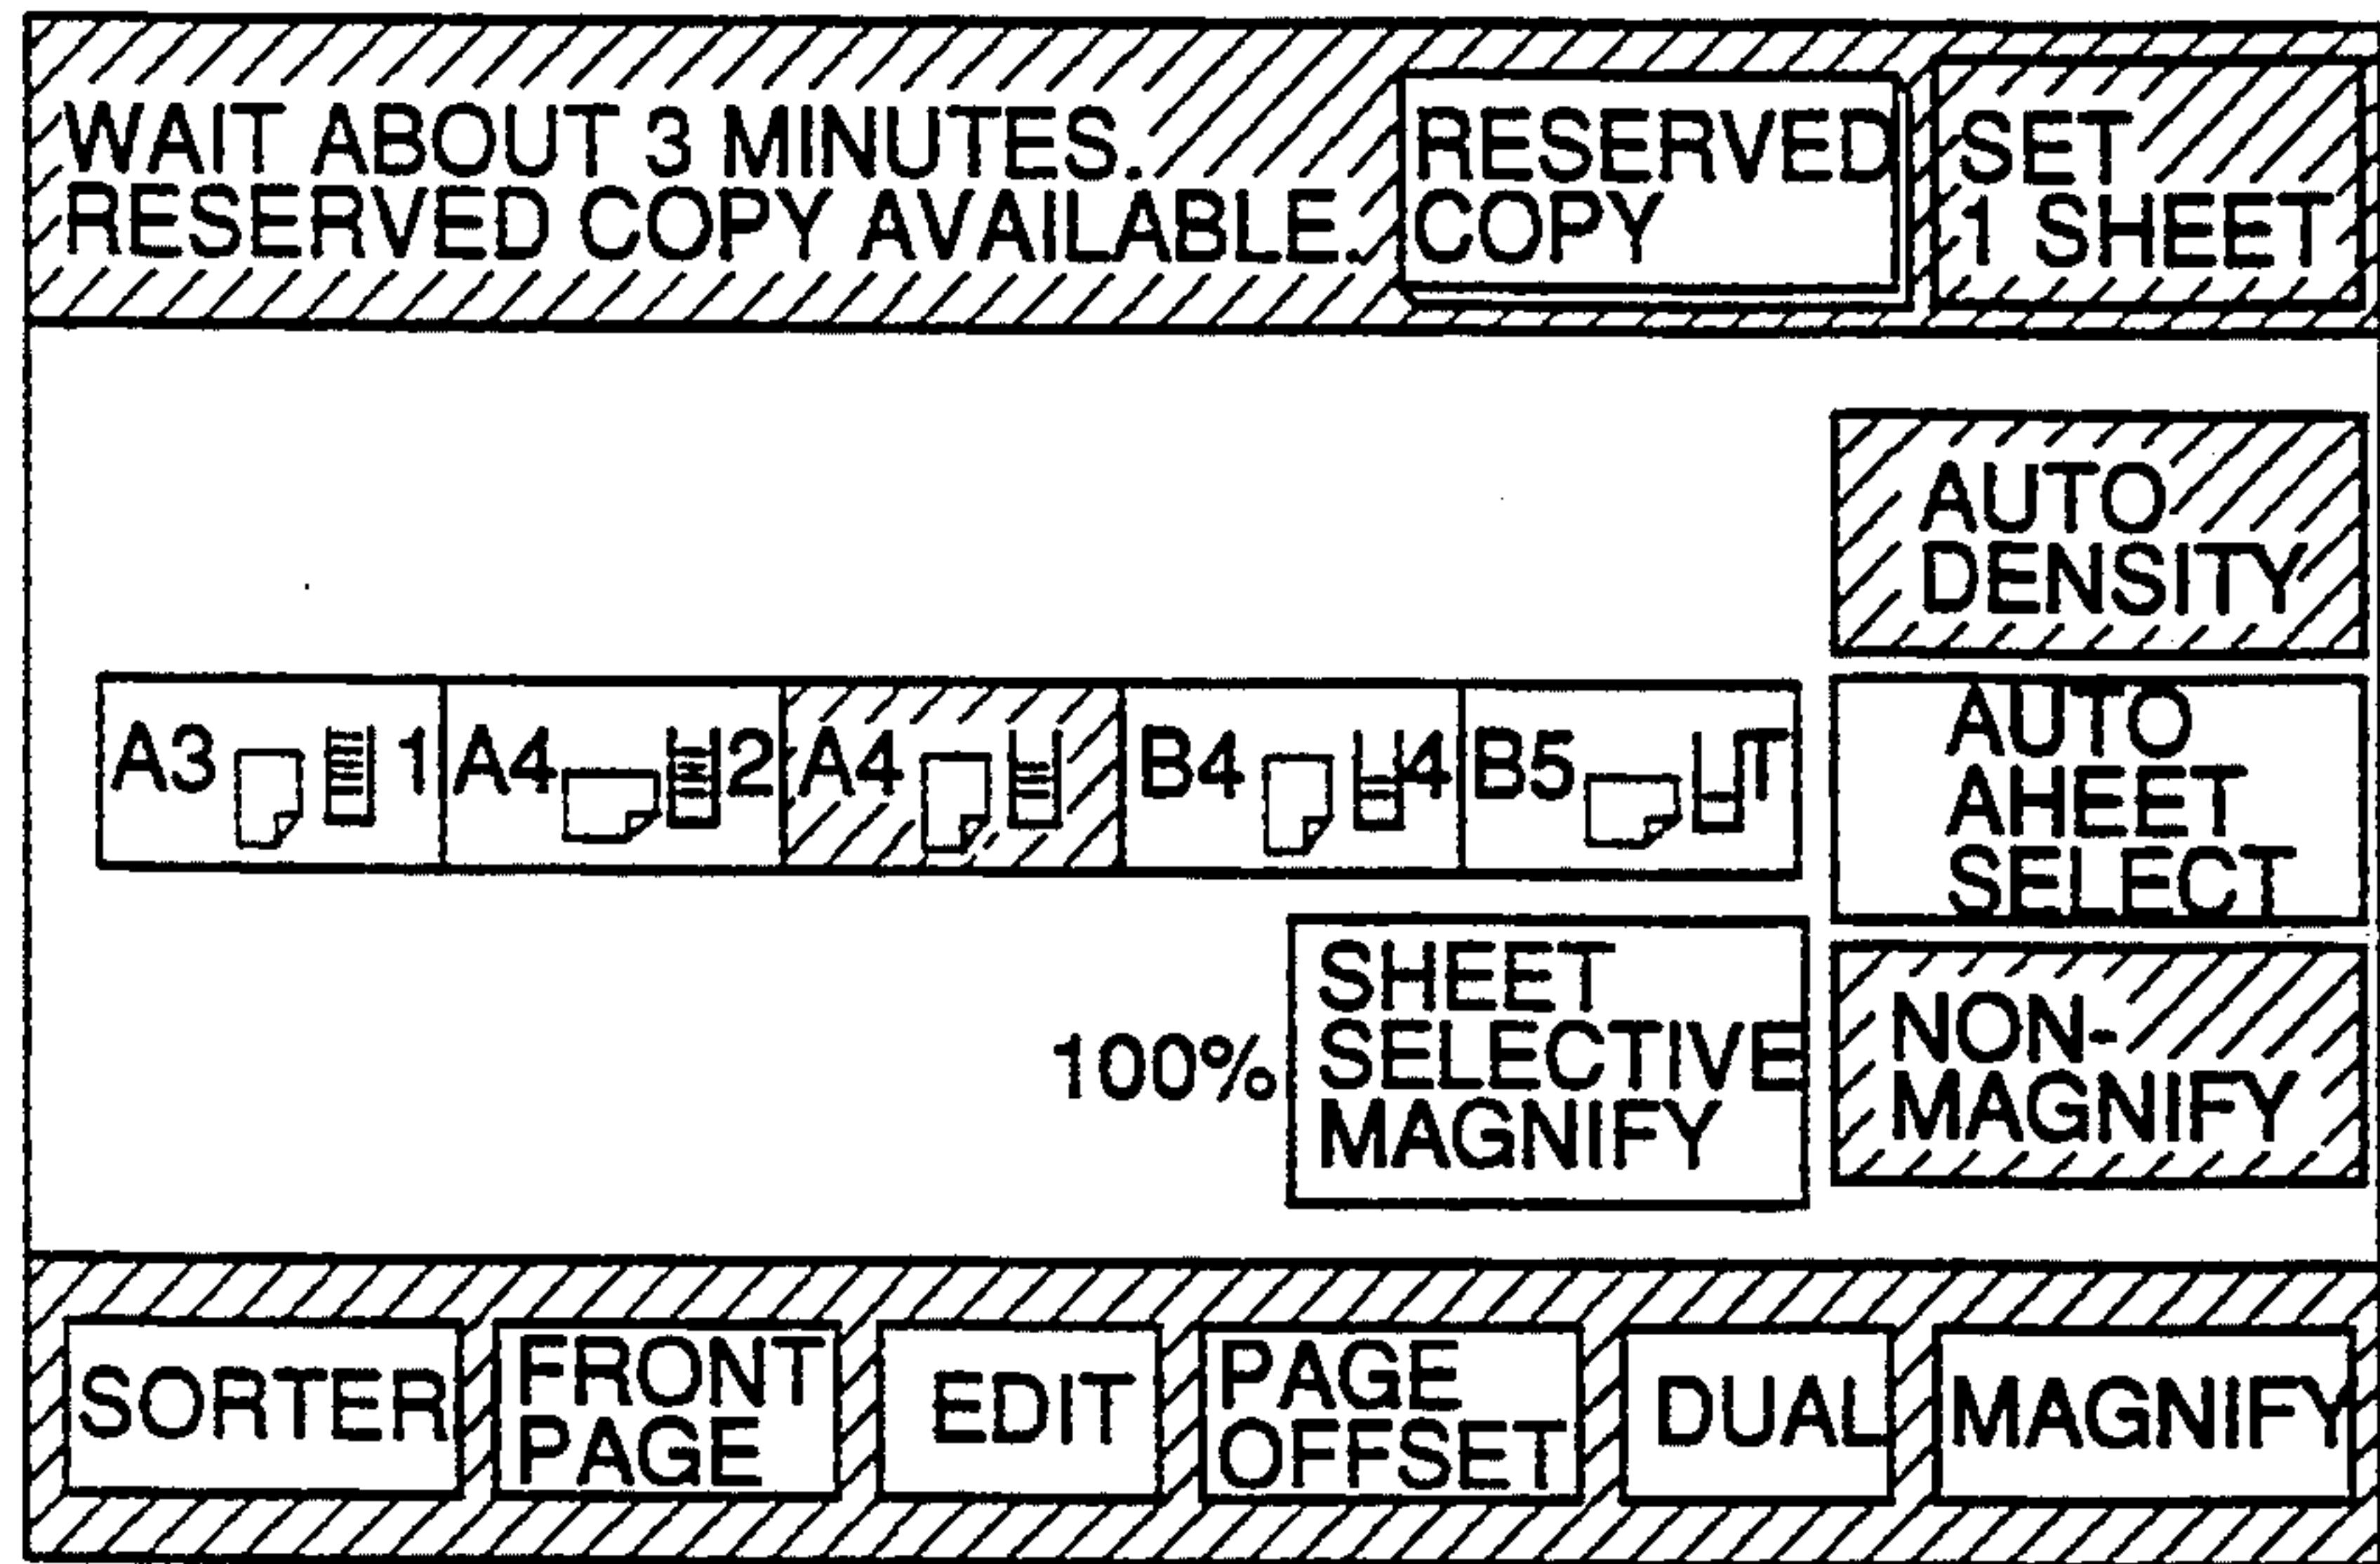 WAIT ABOUT 3 MINUTES.
RESERVED COPY AVAILABLE.
RESERVED
COPY
SET
1 SHEET
AUTO
DENSITY
A3 1 A4 2 A4 B4 4 B5 T
AUTO
AHEET
SELECT
100%
SHEET
SELECTIVE
MAGNIFY
NON-
MAGNIFY
SORTER
FRONT
PAGE
EDIT
PAGE
OFFSET
DUAL
MAGNIFY